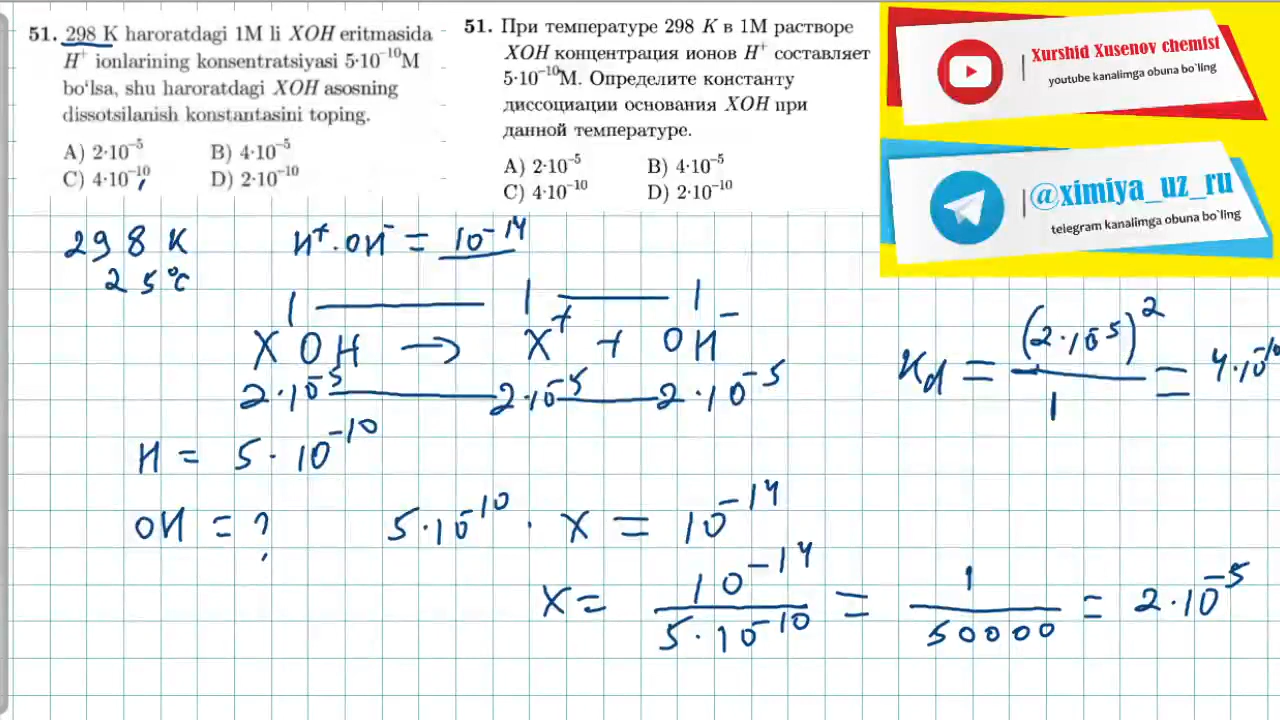 51. 298 K haroratdagi 1M li XOH eritmasida
H⁺ ionlarining konsentratsiyasi 5·10⁻¹⁰M
bo‘lsa, shu haroratdagi XOH asosning
dissotsilanish konstantasini toping.
A) 2·10⁻⁵ B) 4·10⁻⁵
C) 4·10⁻¹⁰ D) 2·10⁻¹⁰
51. При температуре 298 K в 1М растворе
XOH концентрация ионов H⁺ составляет
5·10⁻¹⁰М. Определите константу
диссоциации основания XOH при
данной температуре.
A) 2·10⁻⁵ B) 4·10⁻⁵
C) 4·10⁻¹⁰ D) 2·10⁻¹⁰
Xurshid Xusenov chemist
youtube kanalimga obuna bo`ling
@ximiya_uz_ru
telegram kanalimga obuna bo`ling
298 K
25 °C
H⁺·OH⁻ = 10⁻¹⁴
1 1 1
XOH → X⁺ + OH⁻
2·10⁻⁵ 2·10⁻⁵ 2·10⁻⁵
Kd = (2·10⁻⁵)² / 1 = 4·10⁻¹⁰
H = 5·10⁻¹⁰
OH = ? 5·10⁻¹⁰ · x = 10⁻¹⁴
x = 10⁻¹⁴ / 5·10⁻¹⁰ = 1 / 50000 = 2·10⁻⁵